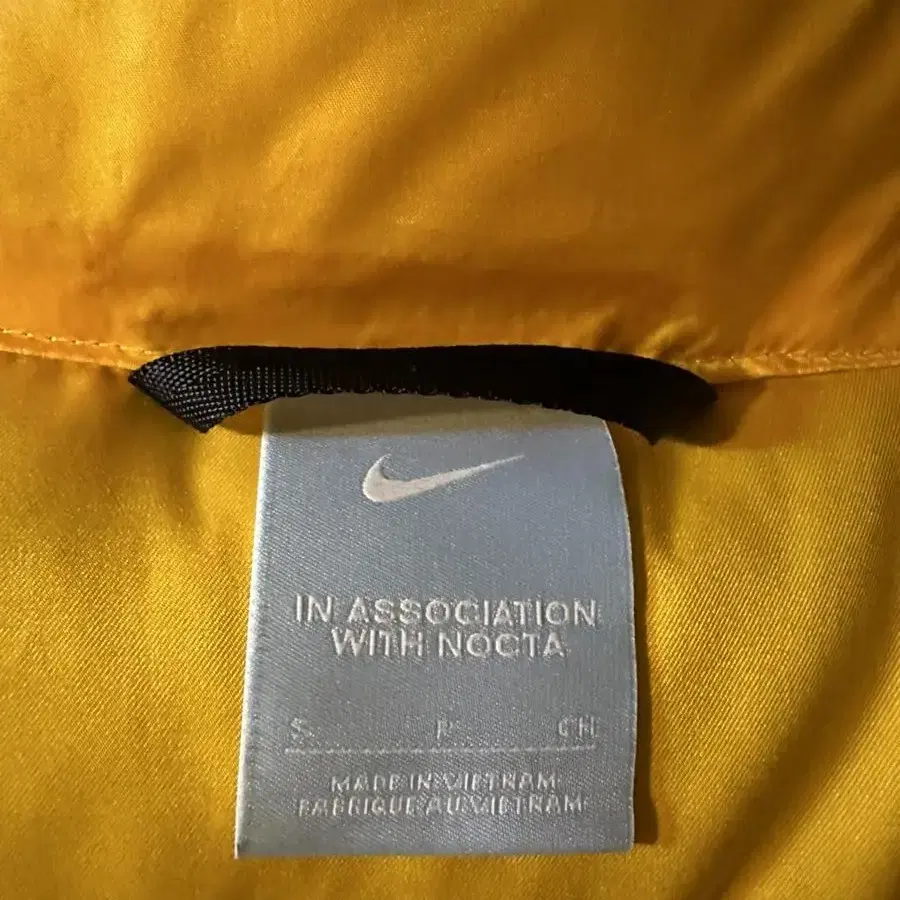 IN ASSOCIATION
WITH NOCTA
S P CH
MADE IN VIETNAM
FABRIQUE AU VIETNAM